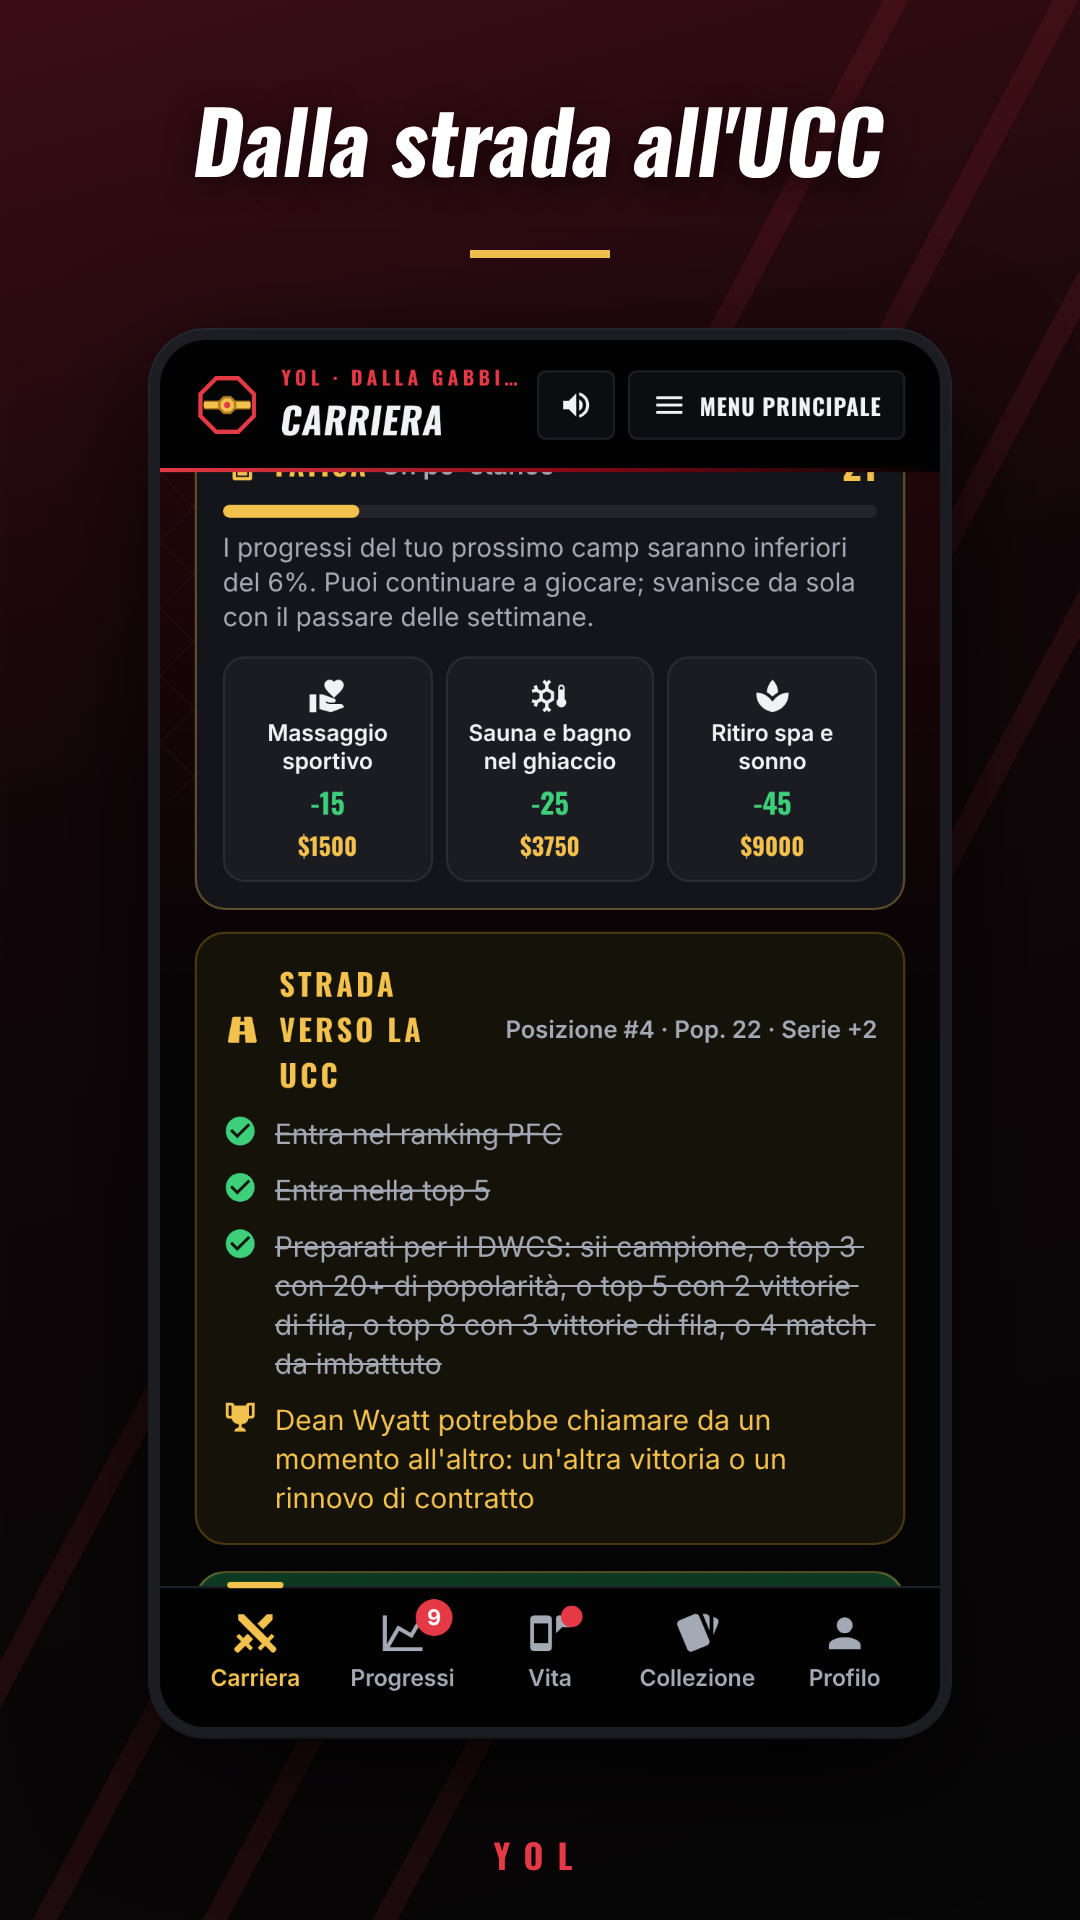 Dalla strada all'UCC
YOL · DALLA GABBI...
CARRIERA
MENU PRINCIPALE
21
I progressi del tuo prossimo camp saranno inferiori
del 6%. Puoi continuare a giocare; svanisce da sola
con il passare delle settimane.
Massaggio
sportivo
-15
$1500
Sauna e bagno
nel ghiaccio
-25
$3750
Ritiro spa e
sonno
-45
$9000
STRADA
VERSO LA
UCC
Posizione #4 · Pop. 22 · Serie +2
Entra nel ranking PFC
Entra nella top 5
Preparati per il DWCS: sii campione, o top 3
con 20+ di popolarità, o top 5 con 2 vittorie
di fila, o top 8 con 3 vittorie di fila, o 4 match
da imbattuto
Dean Wyatt potrebbe chiamare da un
momento all'altro: un'altra vittoria o un
rinnovo di contratto
9
Carriera
Progressi
Vita
Collezione
Profilo
YOL